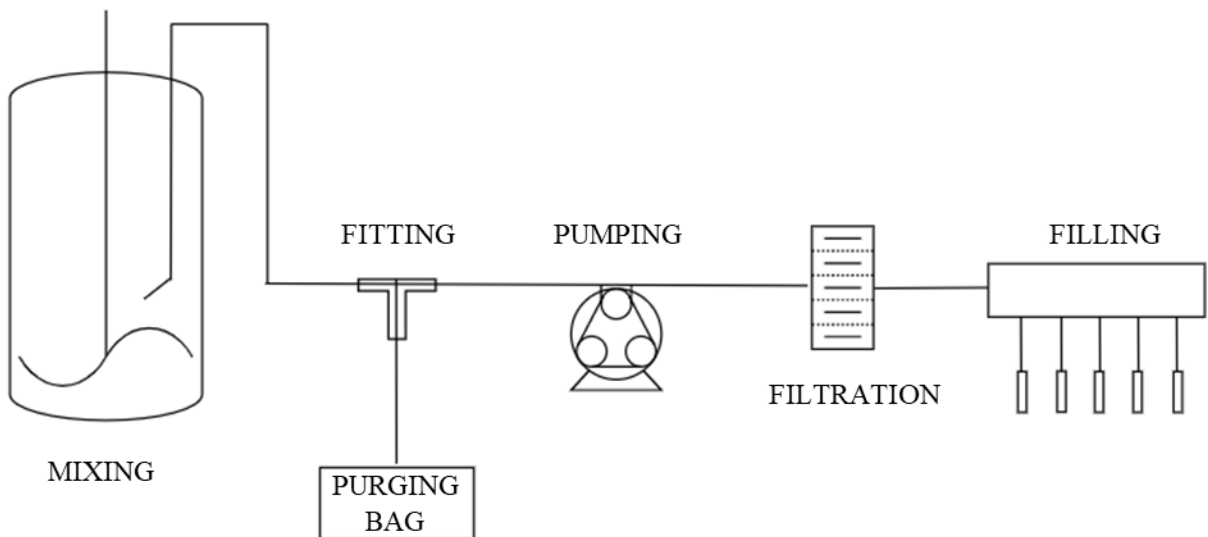 FITTING
PUMPING
FILLING
FILTRATION
MIXING
PURGING
BAG